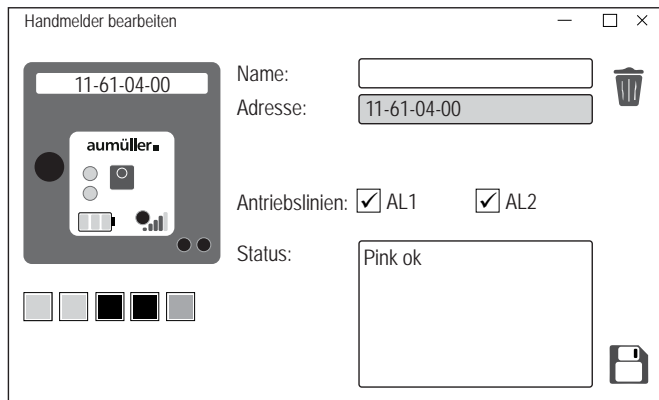 Handmelder bearbeiten
11-61-04-00
aumüller
Name:
Adresse: 11-61-04-00
Antriebslinien: AL1 AL2
Status: Pink ok